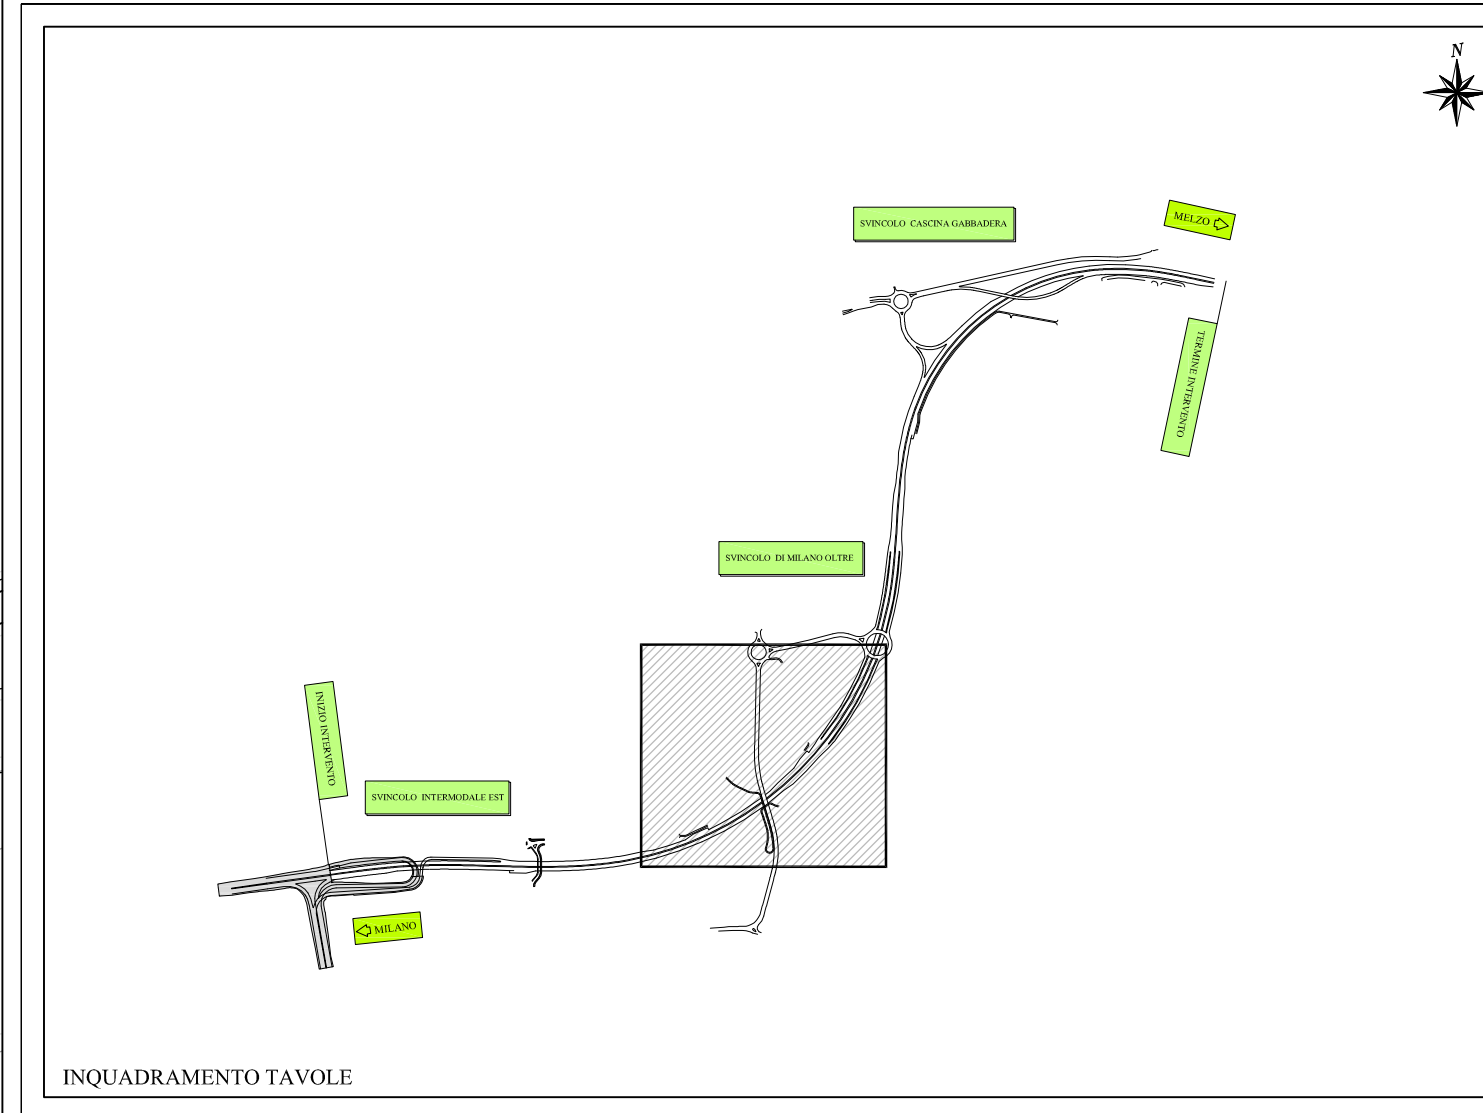 N
MELZO
SVINCOLO CASCINA GABBADERA
TERMINE INTERVENTO
SVINCOLO DI MILANO OLTRE
INIZIO INTERVENTO
SVINCOLO INTERMODALE EST
MILANO
INQUADRAMENTO TAVOLE